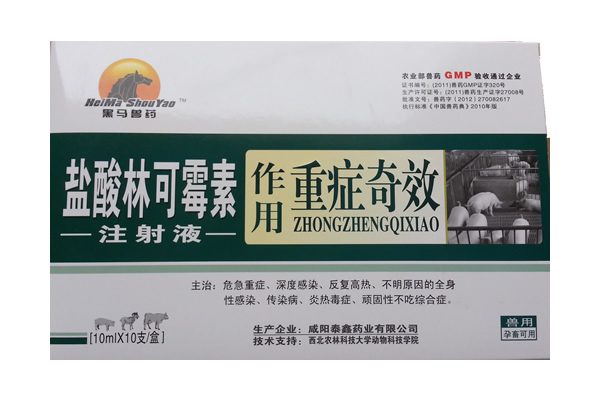 HeiMa ShouYao™
黑马兽药
农业部兽药 GMP 验收通过企业
证书编号：(2011)兽药GMP证字320号
生产许可证号：(2011)兽药生产证字27008号
批准文号：兽药字（2012）270082617
执行标准《中国兽药典》2010年版
盐酸林可霉素
注射液
作用
重症奇效
ZHONGZHENGQIXIAO
主治：危急重症、深度感染、反复高热、不明原因的全身
性感染、传染病、炎热毒症、顽固性不吃综合症。
[10mlX10支/盒]
生产企业：咸阳泰鑫药业有限公司
技术支持：西北农林科技大学动物科技学院
兽用
孕畜可用